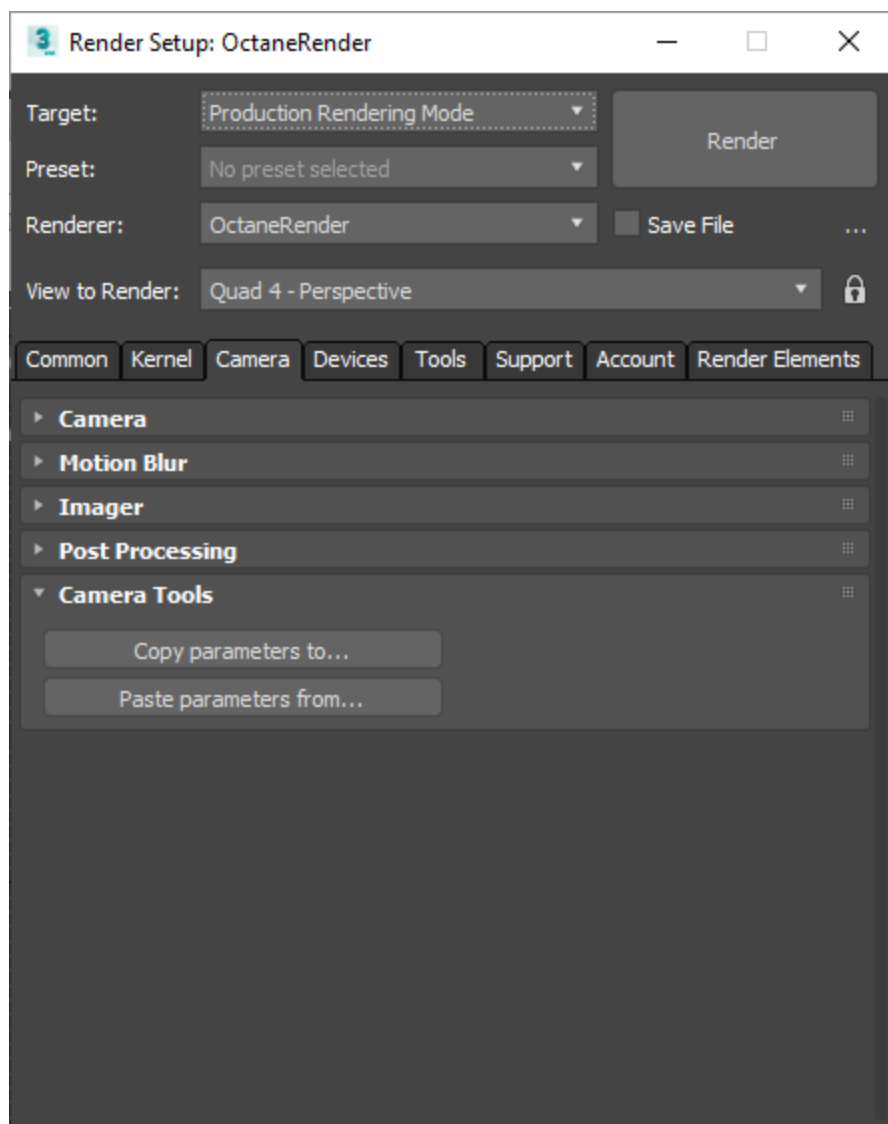 3 Render Setup: OctaneRender
Target: Production Rendering Mode Render
Preset: No preset selected
Renderer: OctaneRender Save File ...
View to Render: Quad 4 - Perspective
Common Kernel Camera Devices Tools Support Account Render Elements
Camera
Motion Blur
Imager
Post Processing
Camera Tools
Copy parameters to...
Paste parameters from...